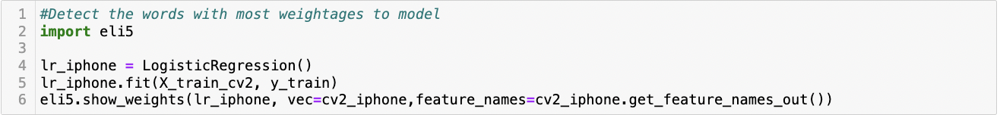 1 #Detect the words with most weightages to model
2 import eli5
3
4 lr_iphone = LogisticRegression()
5 lr_iphone.fit(X_train_cv2, y_train)
6 eli5.show_weights(lr_iphone, vec=cv2_iphone,feature_names=cv2_iphone.get_feature_names_out())